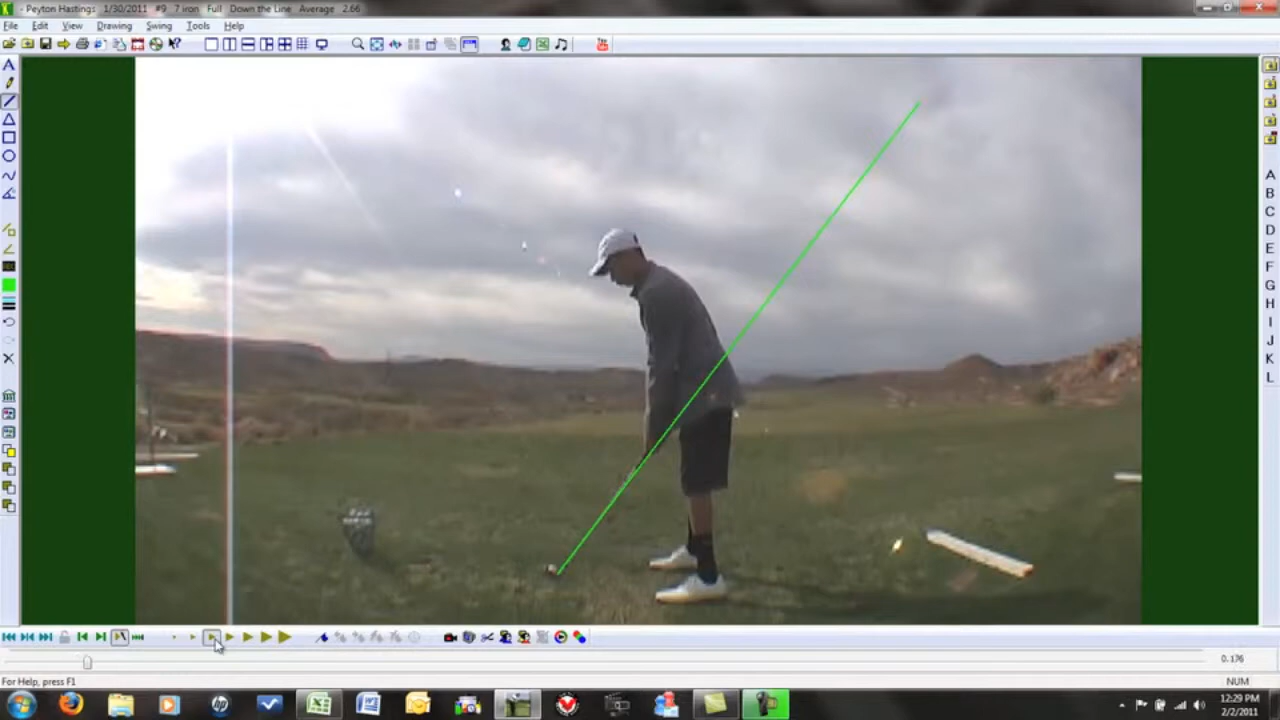 - Peyton Hastings   1/30/2011   #9   7 iron   Full   Down the Line   Average   2.66
File   Edit   View   Drawing   Swing   Tools   Help
A
A
B
C
D
E
F
G
H
I
J
K
L
0.176
For Help, press F1
NUM
12:29 PM
2/2/2011